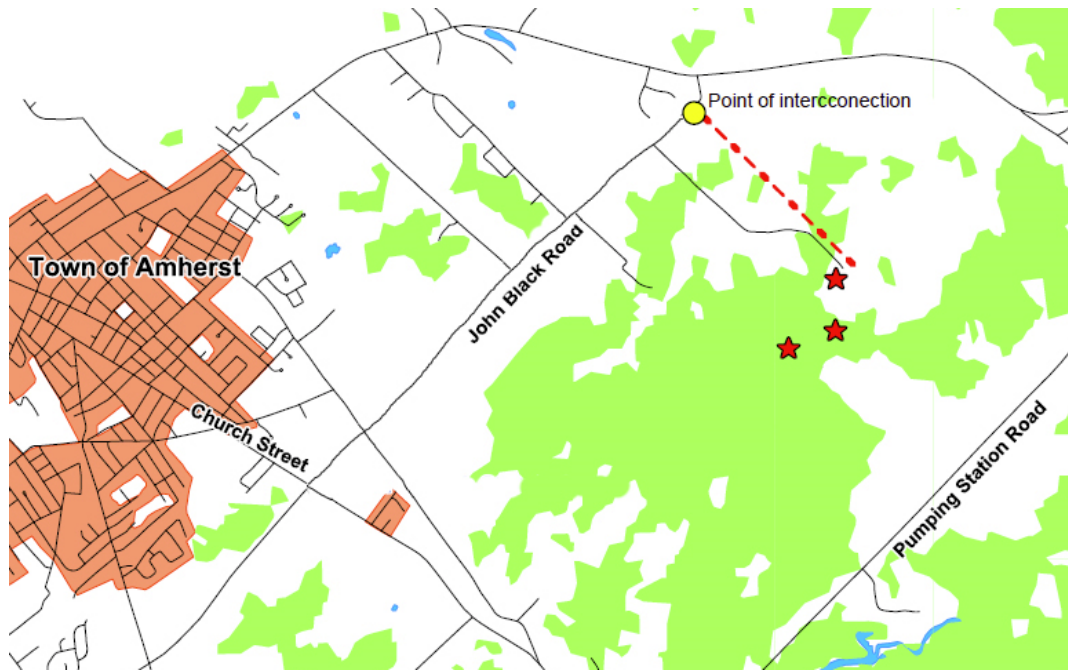 Point of intercconection
Town of Amherst
John Black Road
Church Street
Pumping Station Road